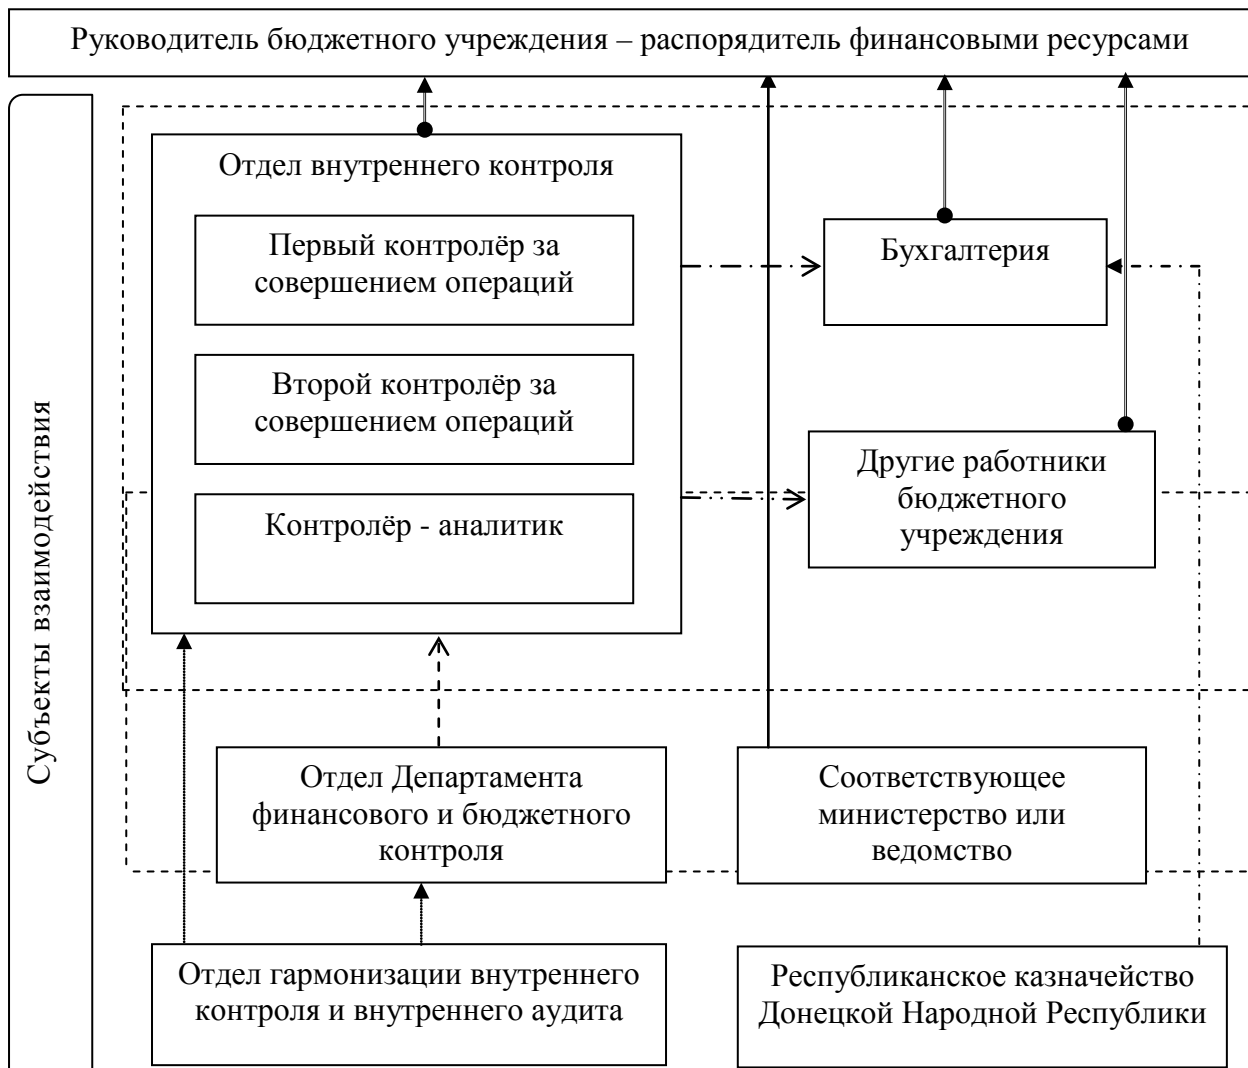 Руководитель бюджетного учреждения – распорядитель финансовыми ресурсами
Субъекты взаимодействия
Отдел внутреннего контроля
Первый контролёр за
совершением операций
Второй контролёр за
совершением операций
Контролёр - аналитик
Бухгалтерия
Другие работники
бюджетного
учреждения
Отдел Департамента
финансового и бюджетного
контроля
Соответствующее
министерство или
ведомство
Отдел гармонизации внутреннего
контроля и внутреннего аудита
Республиканское казначейство
Донецкой Народной Республики